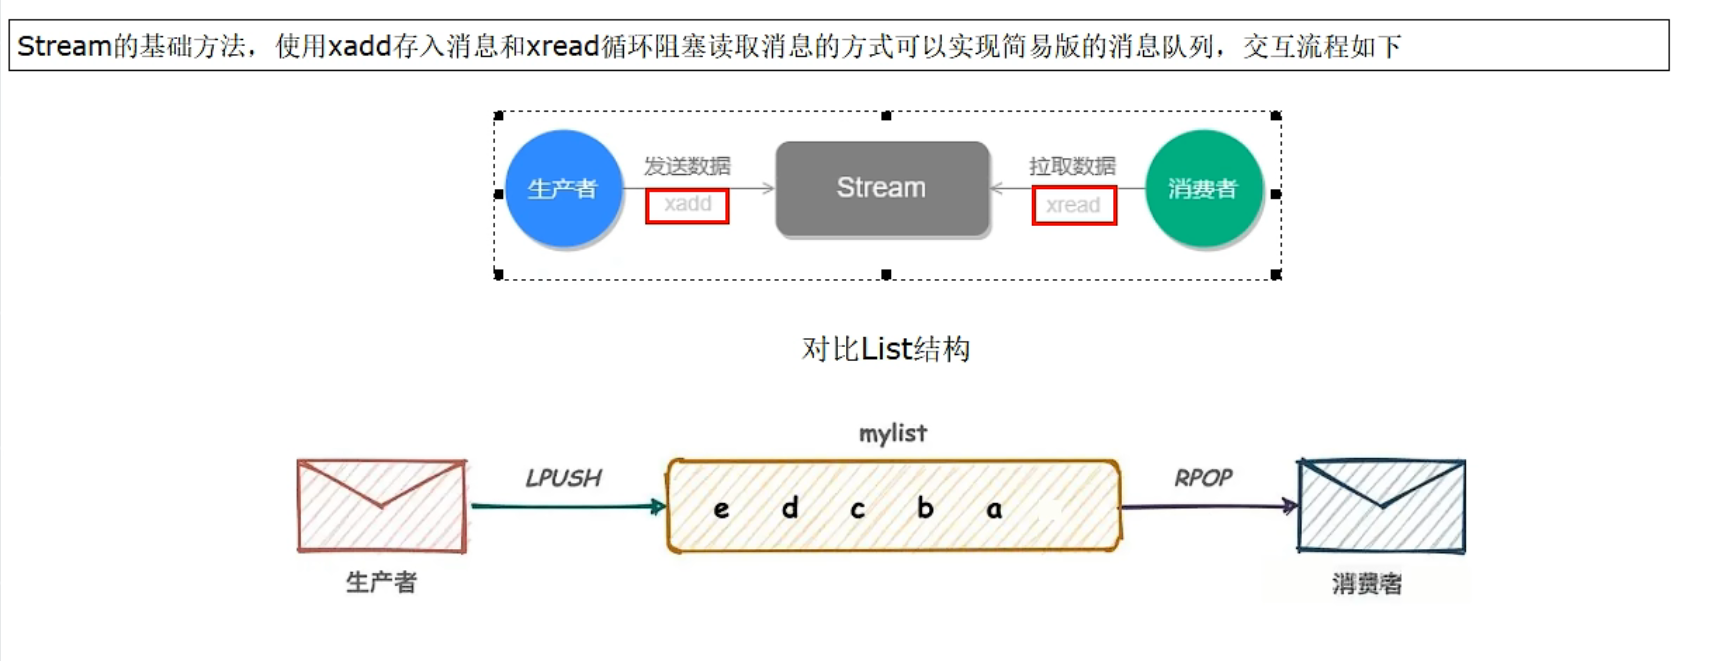 Stream的基础方法，使用xadd存入消息和xread循环阻塞读取消息的方式可以实现简易版的消息队列，交互流程如下
生产者
发送数据
xadd
Stream
拉取数据
xread
消费者
对比List结构
mylist
LPUSH
e d c b a
RPOP
生产者
消费者